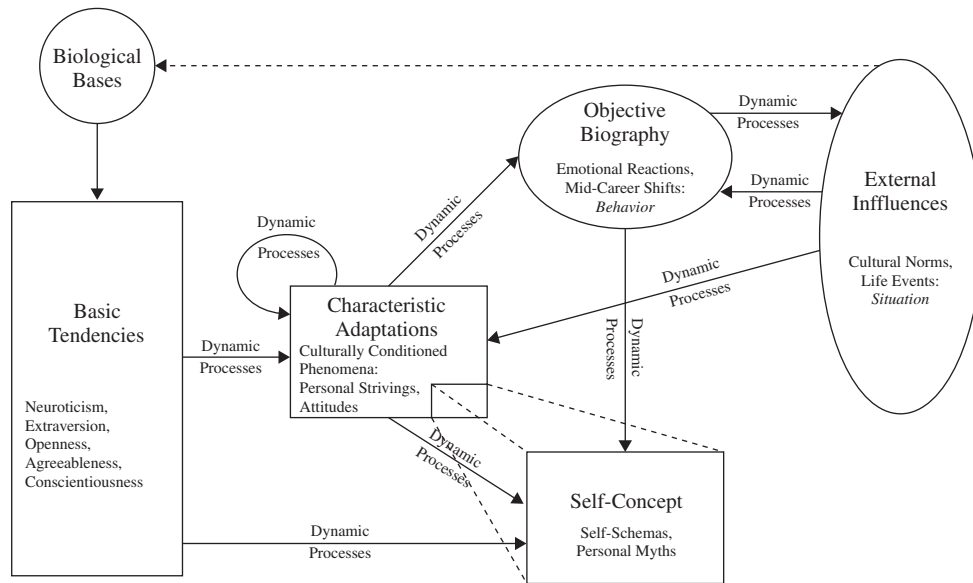 Biological
Bases
Objective
Biography
Emotional Reactions,
Mid-Career Shifts:
Behavior
Dynamic
Processes
Dynamic
Processes
External
Inffluences
Cultural Norms,
Life Events:
Situation
Dynamic
Processes
Dynamic
Processes
Dynamic
Processes
Basic
Tendencies
Neuroticism,
Extraversion,
Openness,
Agreeableness,
Conscientiousness
Dynamic
Processes
Characteristic
Adaptations
Culturally Conditioned
Phenomena:
Personal Strivings,
Attitudes
Dynamic
Processes
Dynamic
Processes
Dynamic
Processes
Self-Concept
Self-Schemas,
Personal Myths